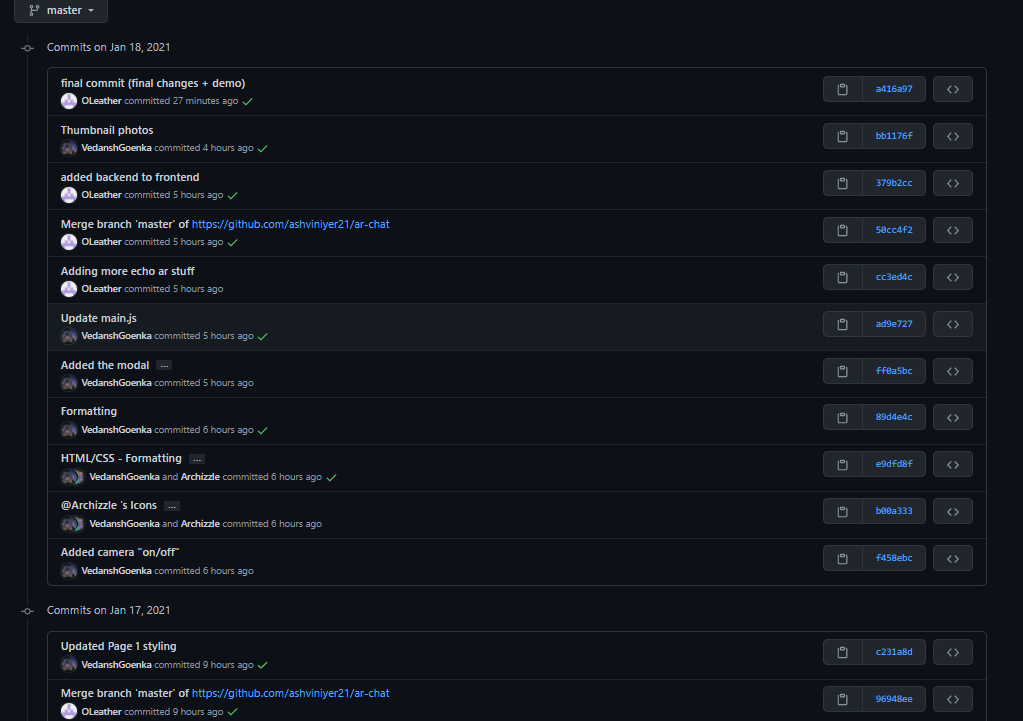 master
Commits on Jan 18, 2021
final commit (final changes + demo)
OLeather committed 27 minutes ago
a416a97
Thumbnail photos
VedanshGoenka committed 4 hours ago
bb1176f
added backend to frontend
OLeather committed 5 hours ago
379b2cc
Merge branch 'master' of https://github.com/ashviniyer21/ar-chat
OLeather committed 5 hours ago
50cc4f2
Adding more echo ar stuff
OLeather committed 5 hours ago
cc3ed4c
Update main.js
VedanshGoenka committed 5 hours ago
ad9e727
Added the modal ...
VedanshGoenka committed 5 hours ago
ff0a5bc
Formatting
VedanshGoenka committed 6 hours ago
89d4e4c
HTML/CSS - Formatting ...
VedanshGoenka and Archizzle committed 6 hours ago
e9dfd8f
@Archizzle 's Icons ...
VedanshGoenka and Archizzle committed 6 hours ago
b00a333
Added camera "on/off"
VedanshGoenka committed 6 hours ago
f458ebc
Commits on Jan 17, 2021
Updated Page 1 styling
VedanshGoenka committed 9 hours ago
c231a8d
Merge branch 'master' of https://github.com/ashviniyer21/ar-chat
OLeather committed 9 hours ago
96948ee